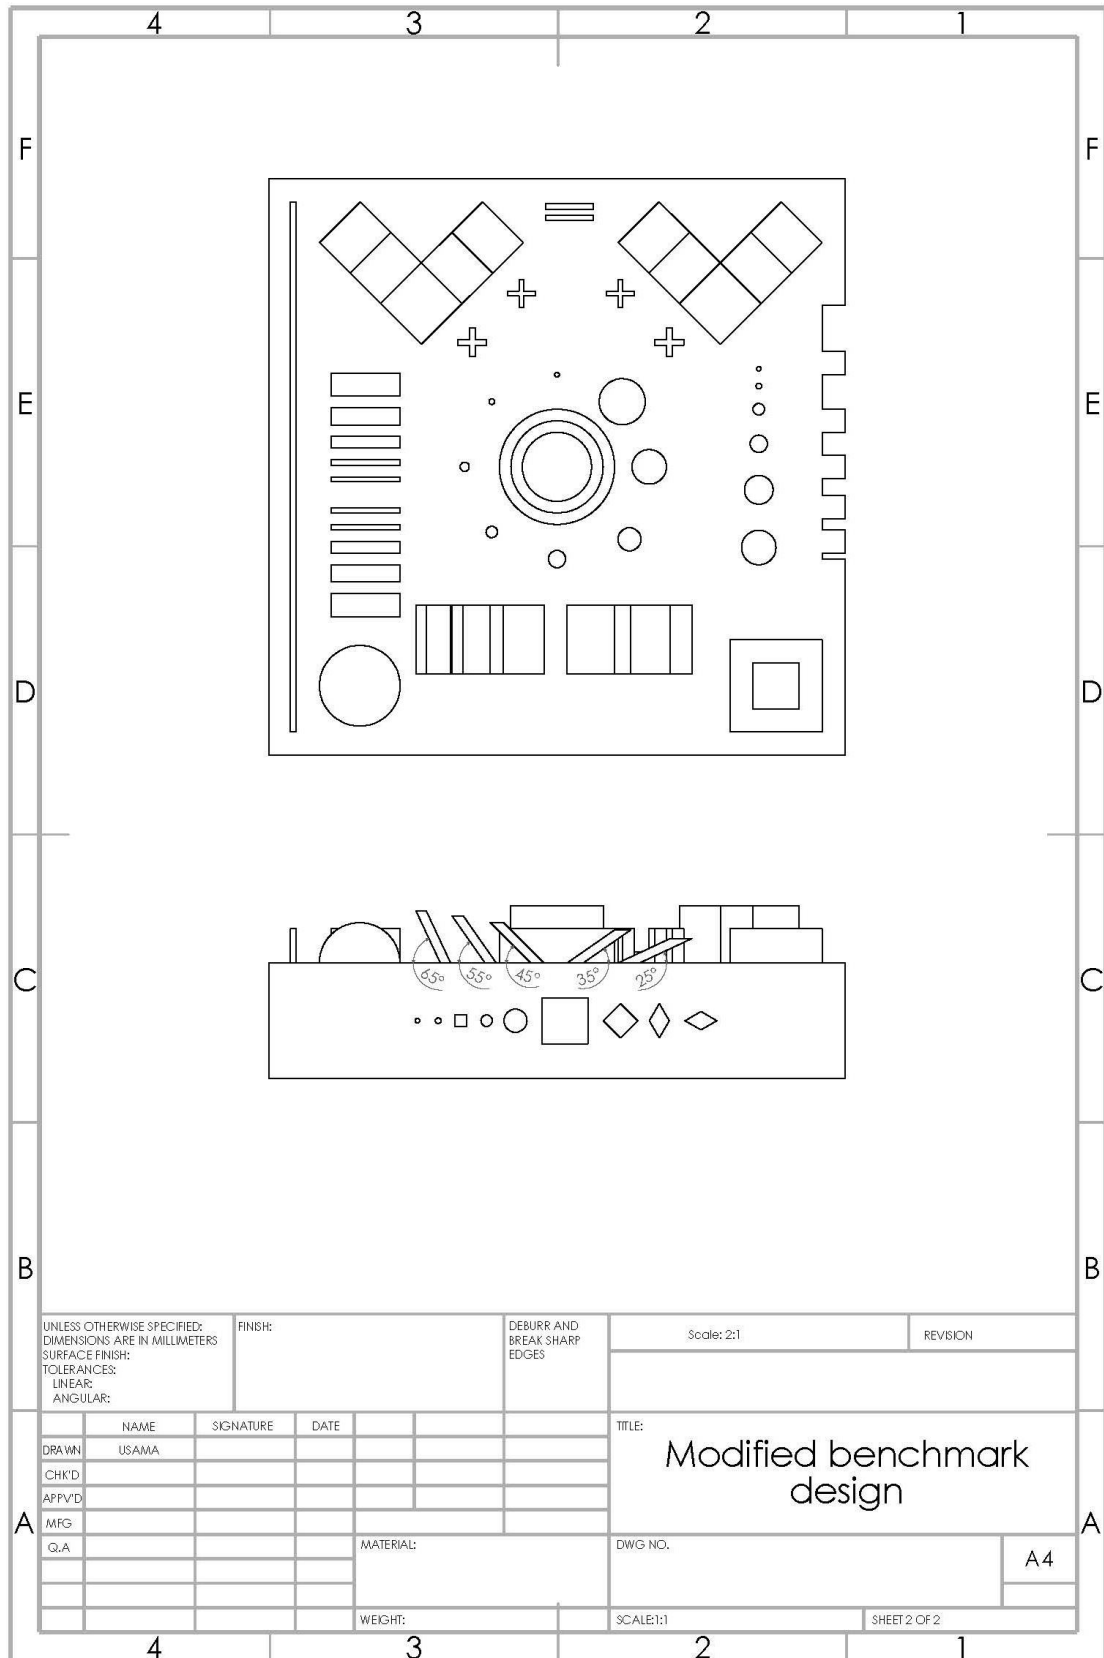 4 3 2 1
F F
E E
D D
C C
65° 55° 45° 35° 25°
B B
UNLESS OTHERWISE SPECIFIED:
DIMENSIONS ARE IN MILLIMETERS
SURFACE FINISH:
TOLERANCES:
LINEAR:
ANGULAR:
FINISH:
DEBURR AND
BREAK SHARP
EDGES
Scale: 2:1
REVISION
NAME SIGNATURE DATE
DRAWN USAMA
CHK'D
APPV'D
MFG
Q.A
MATERIAL:
WEIGHT:
TITLE:
Modified benchmark
design
DWG NO.
A4
SCALE:1:1
SHEET 2 OF 2
A A
4 3 2 1